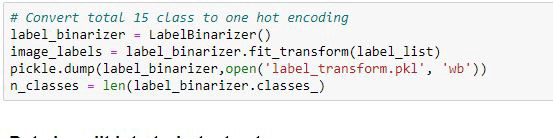 # Convert total 15 class to one hot encoding
label_binarizer = LabelBinarizer()
image_labels = label_binarizer.fit_transform(label_list)
pickle.dump(label_binarizer,open('label_transform.pkl', 'wb'))
n_classes = len(label_binarizer.classes_)